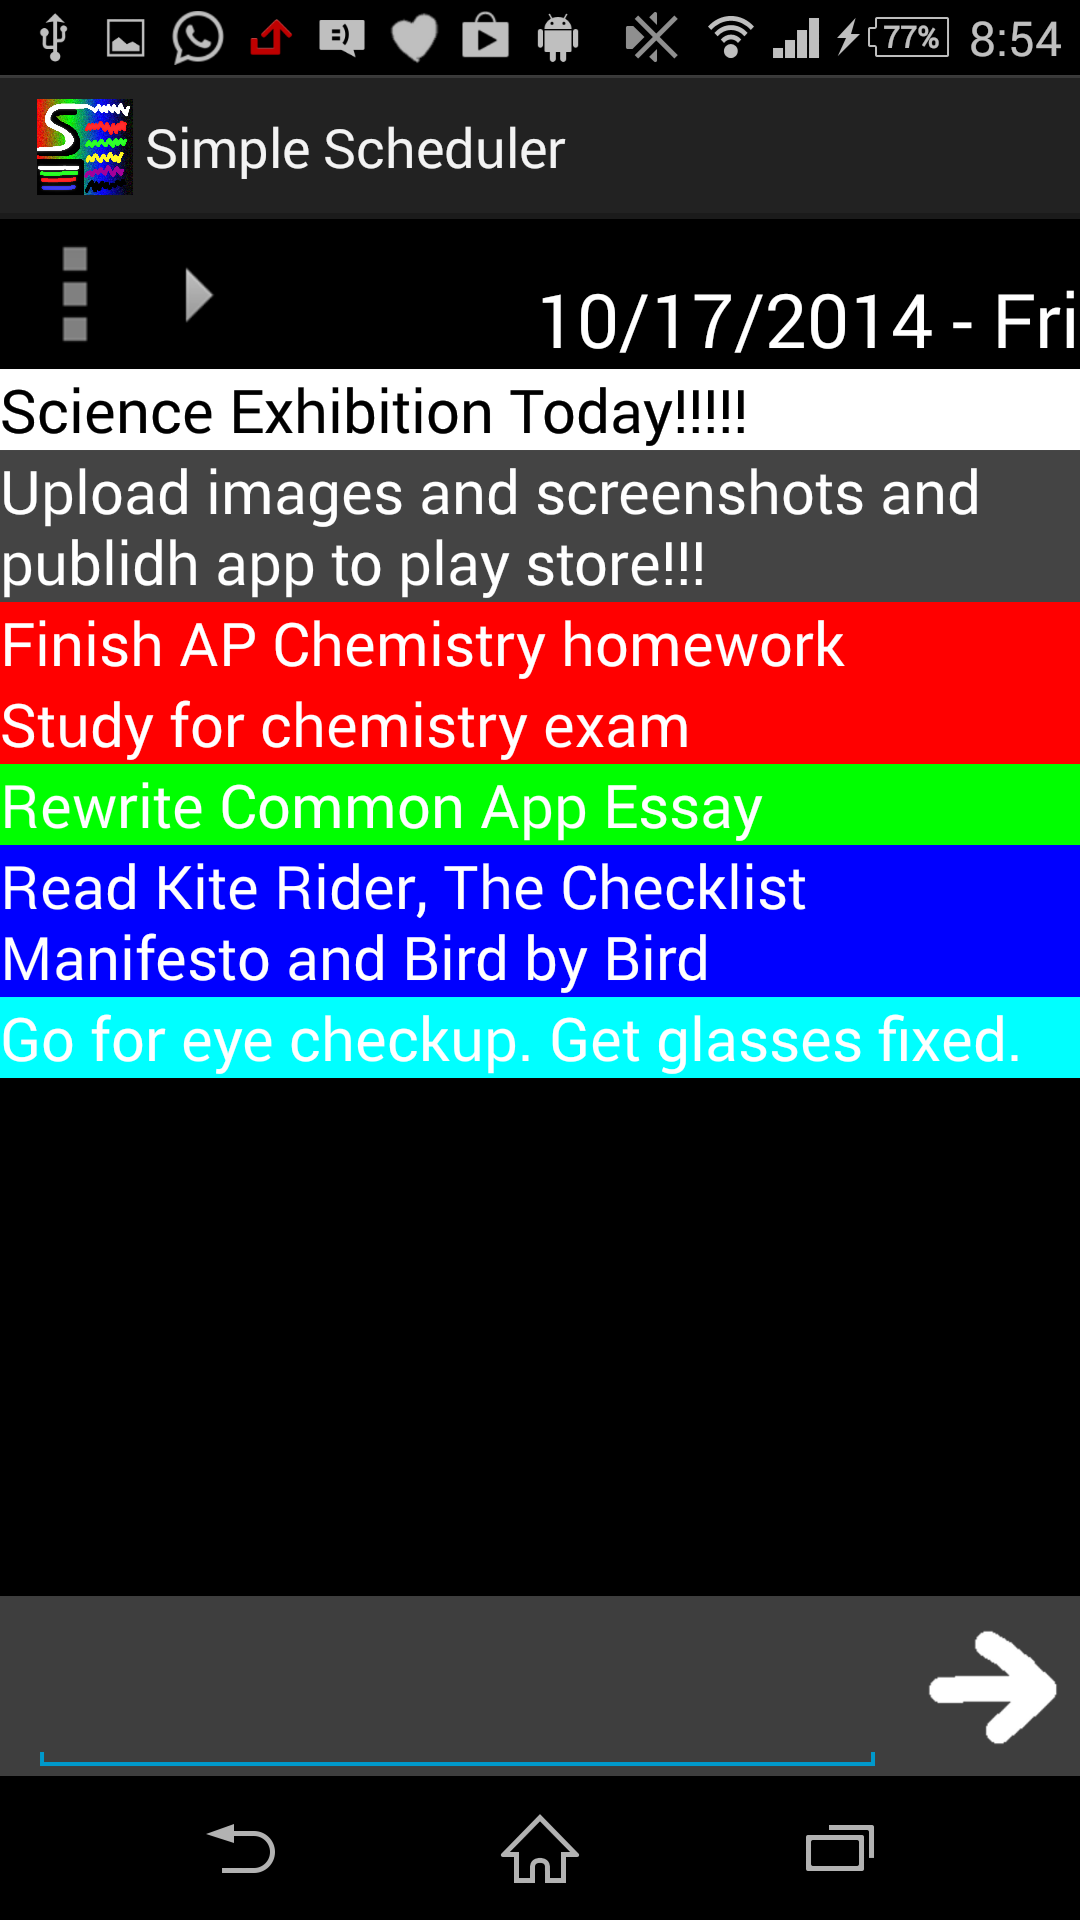 77% 8:54
Simple Scheduler
10/17/2014 - Fri
Science Exhibition Today!!!!!
Upload images and screenshots and
publidh app to play store!!!
Finish AP Chemistry homework
Study for chemistry exam
Rewrite Common App Essay
Read Kite Rider, The Checklist
Manifesto and Bird by Bird
Go for eye checkup. Get glasses fixed.